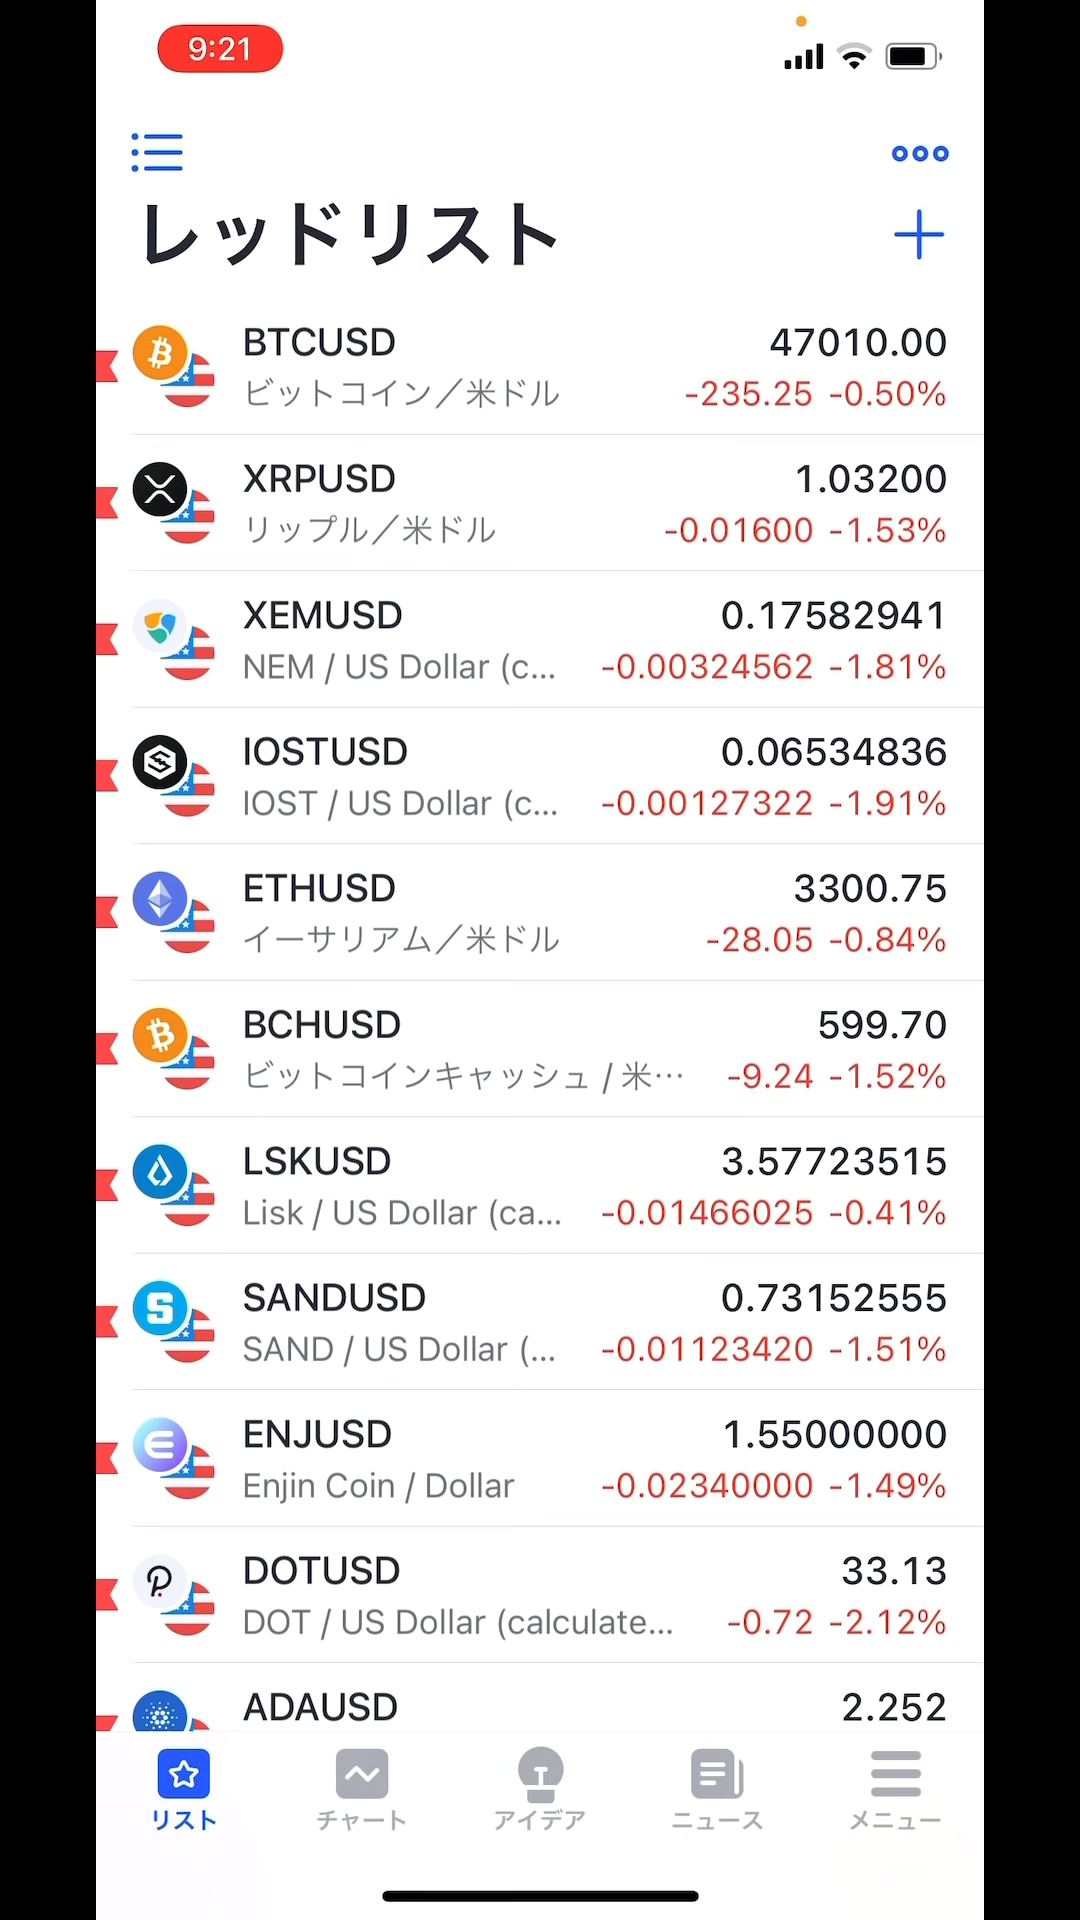 9:21
レッドリスト
BTCUSD 47010.00
ビットコイン／米ドル -235.25 -0.50%
XRPUSD 1.03200
リップル／米ドル -0.01600 -1.53%
XEMUSD 0.17582941
NEM / US Dollar (c... -0.00324562 -1.81%
IOSTUSD 0.06534836
IOST / US Dollar (c... -0.00127322 -1.91%
ETHUSD 3300.75
イーサリアム／米ドル -28.05 -0.84%
BCHUSD 599.70
ビットコインキャッシュ / 米… -9.24 -1.52%
LSKUSD 3.57723515
Lisk / US Dollar (ca... -0.01466025 -0.41%
SANDUSD 0.73152555
SAND / US Dollar (... -0.01123420 -1.51%
ENJUSD 1.55000000
Enjin Coin / Dollar -0.02340000 -1.49%
DOTUSD 33.13
DOT / US Dollar (calculate... -0.72 -2.12%
ADAUSD 2.252
リスト チャート アイデア ニュース メニュー